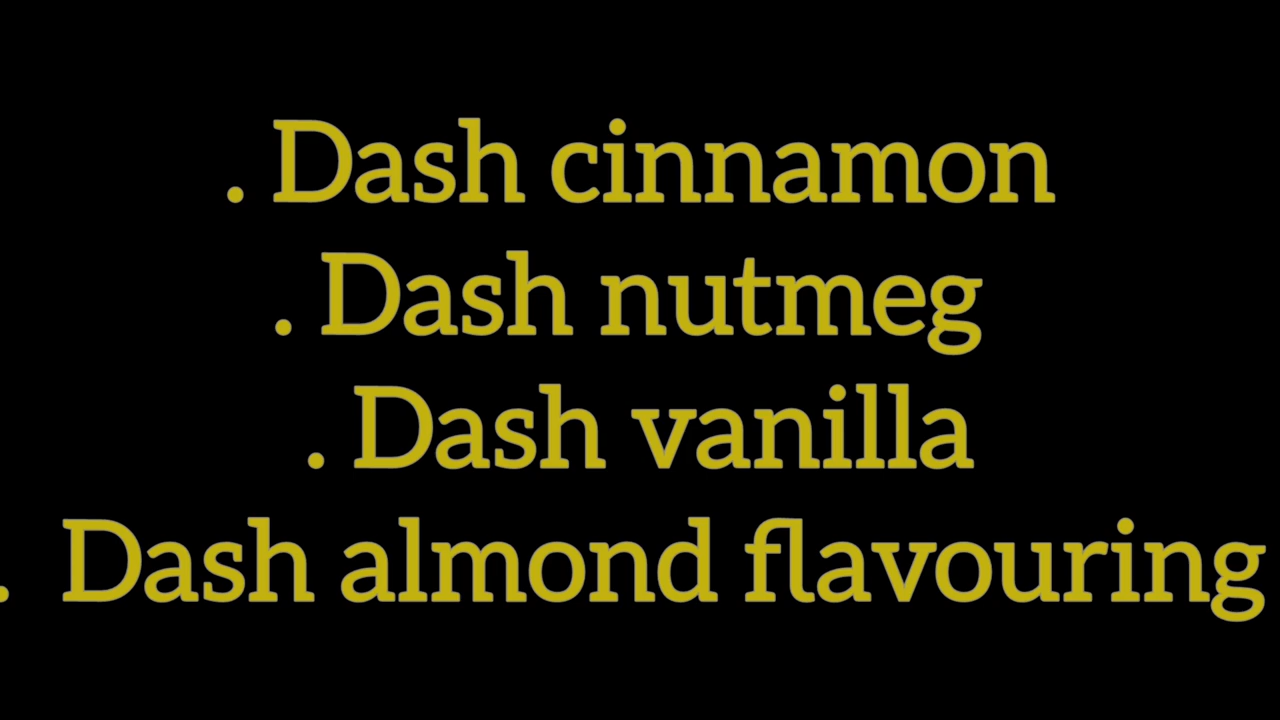 . Dash cinnamon
. Dash nutmeg
. Dash vanilla
.  Dash almond flavouring